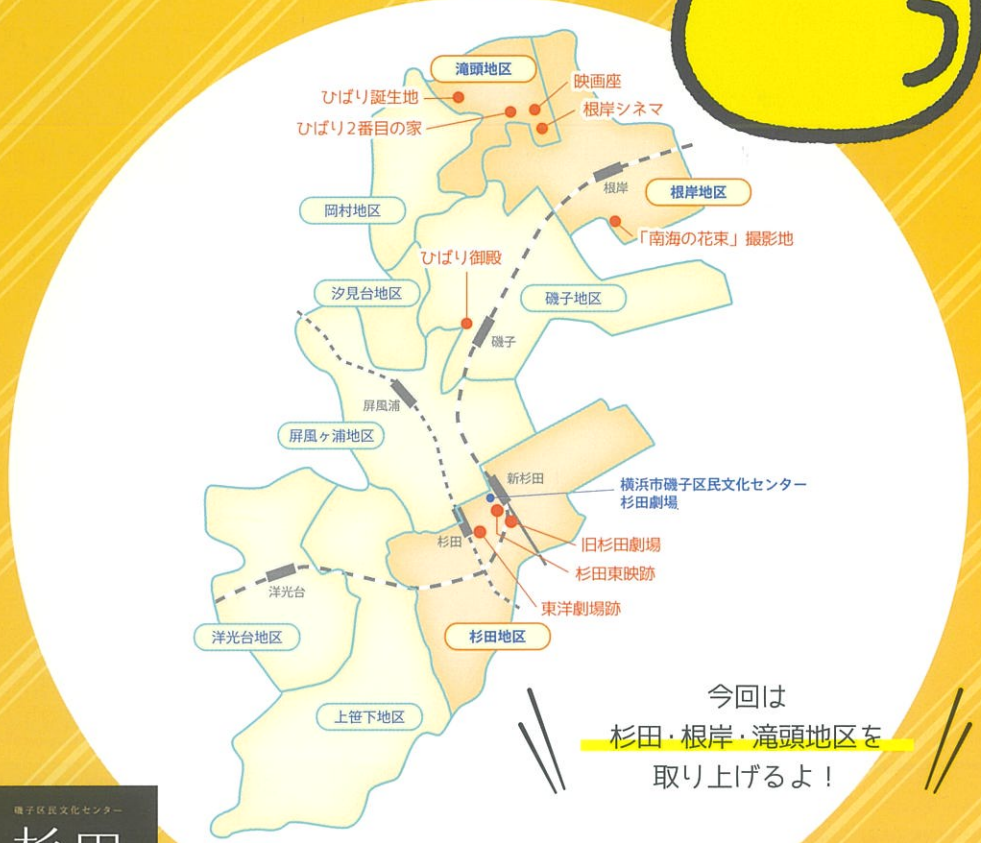 滝頭地区
ひばり誕生地
映画座
ひばり2番目の家
根岸シネマ
根岸
根岸地区
岡村地区
「南海の花束」撮影地
ひばり御殿
汐見台地区
磯子地区
磯子
屏風浦
屏風ヶ浦地区
新杉田
横浜市磯子区民文化センター
杉田劇場
杉田
旧杉田劇場
杉田東映跡
洋光台
東洋劇場跡
洋光台地区
杉田地区
上笹下地区
今回は
杉田・根岸・滝頭地区を
取り上げるよ！
磯子区民文化センター
杉田